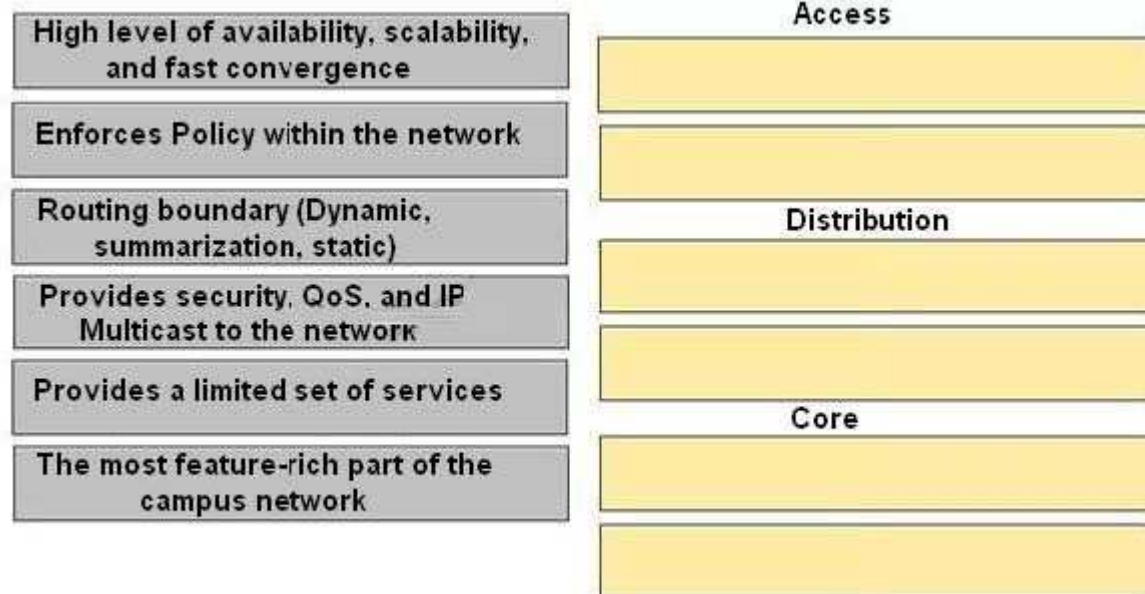 High level of availability, scalability,
and fast convergence
Enforces Policy within the network
Routing boundary (Dynamic,
summarization, static)
Provides security, QoS, and IP
Multicast to the network
Provides a limited set of services
The most feature-rich part of the
campus network
Access
Distribution
Core